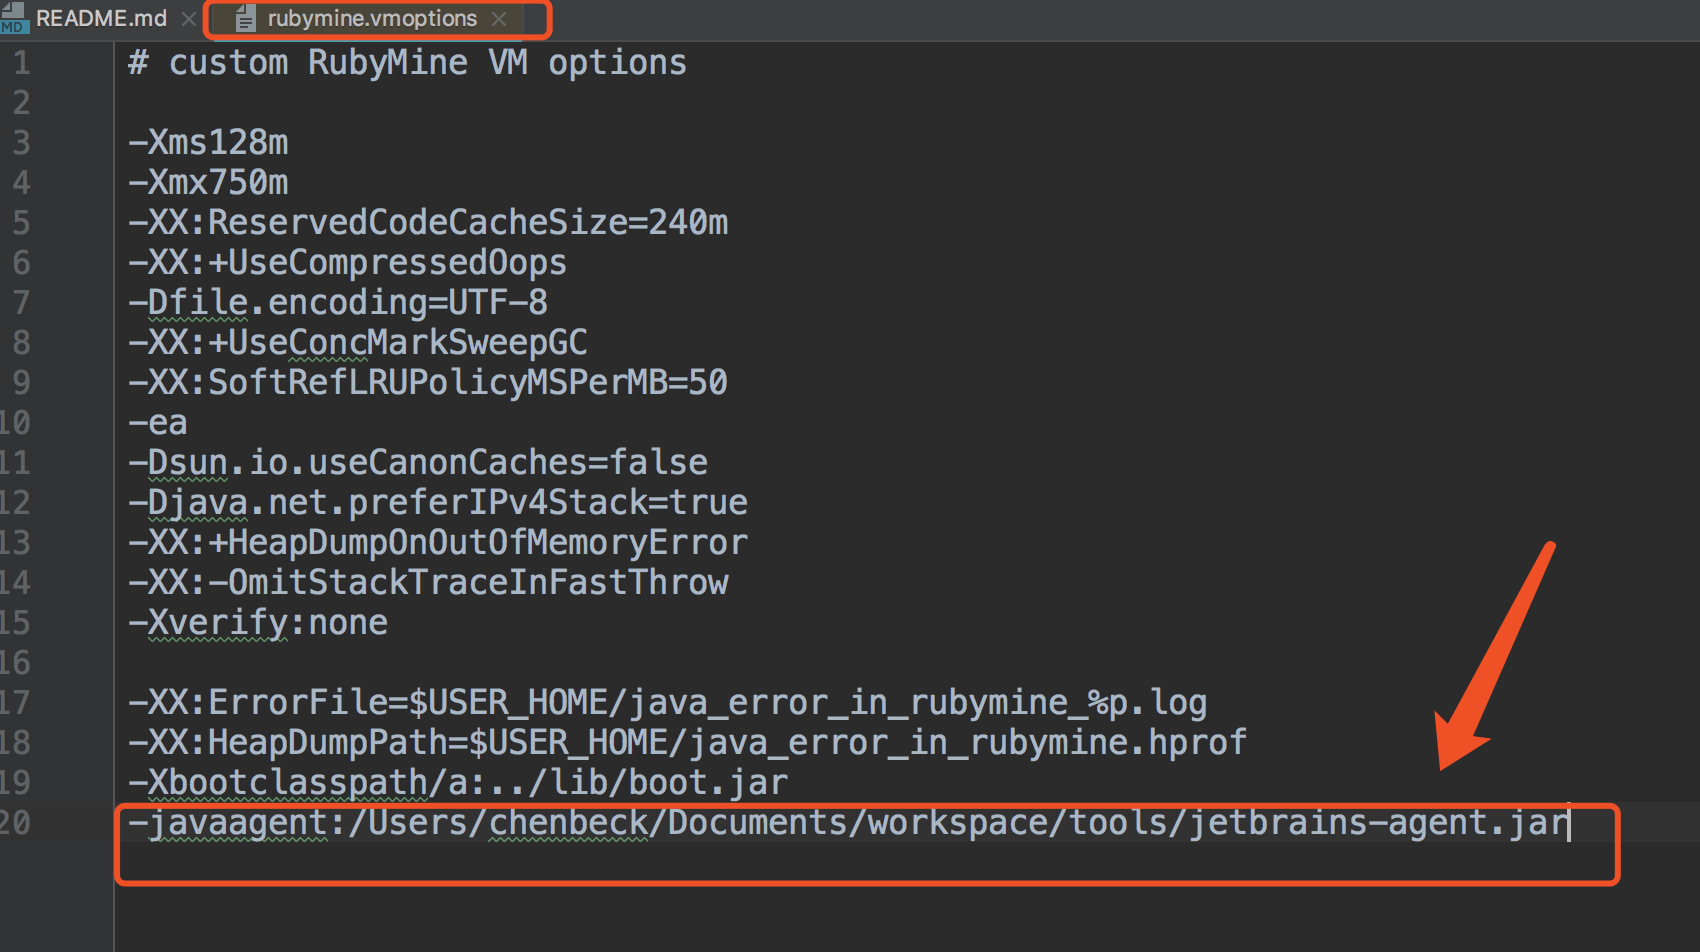 MD README.md rubymine.vmoptions
1 # custom RubyMine VM options
2
3 -Xms128m
4 -Xmx750m
5 -XX:ReservedCodeCacheSize=240m
6 -XX:+UseCompressedOops
7 -Dfile.encoding=UTF-8
8 -XX:+UseConcMarkSweepGC
9 -XX:SoftRefLRUPolicyMSPerMB=50
10 -ea
11 -Dsun.io.useCanonCaches=false
12 -Djava.net.preferIPv4Stack=true
13 -XX:+HeapDumpOnOutOfMemoryError
14 -XX:-OmitStackTraceInFastThrow
15 -Xverify:none
16
17 -XX:ErrorFile=$USER_HOME/java_error_in_rubymine_%p.log
18 -XX:HeapDumpPath=$USER_HOME/java_error_in_rubymine.hprof
19 -Xbootclasspath/a:../lib/boot.jar
20 -javaagent:/Users/chenbeck/Documents/workspace/tools/jetbrains-agent.jar